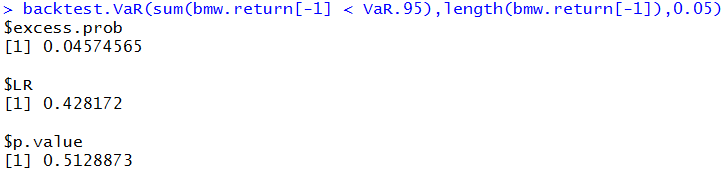 > backtest.VaR(sum(bmw.return[-1] < VaR.95),length(bmw.return[-1]),0.05)
$excess.prob
[1] 0.04574565
$LR
[1] 0.428172
$p.value
[1] 0.5128873